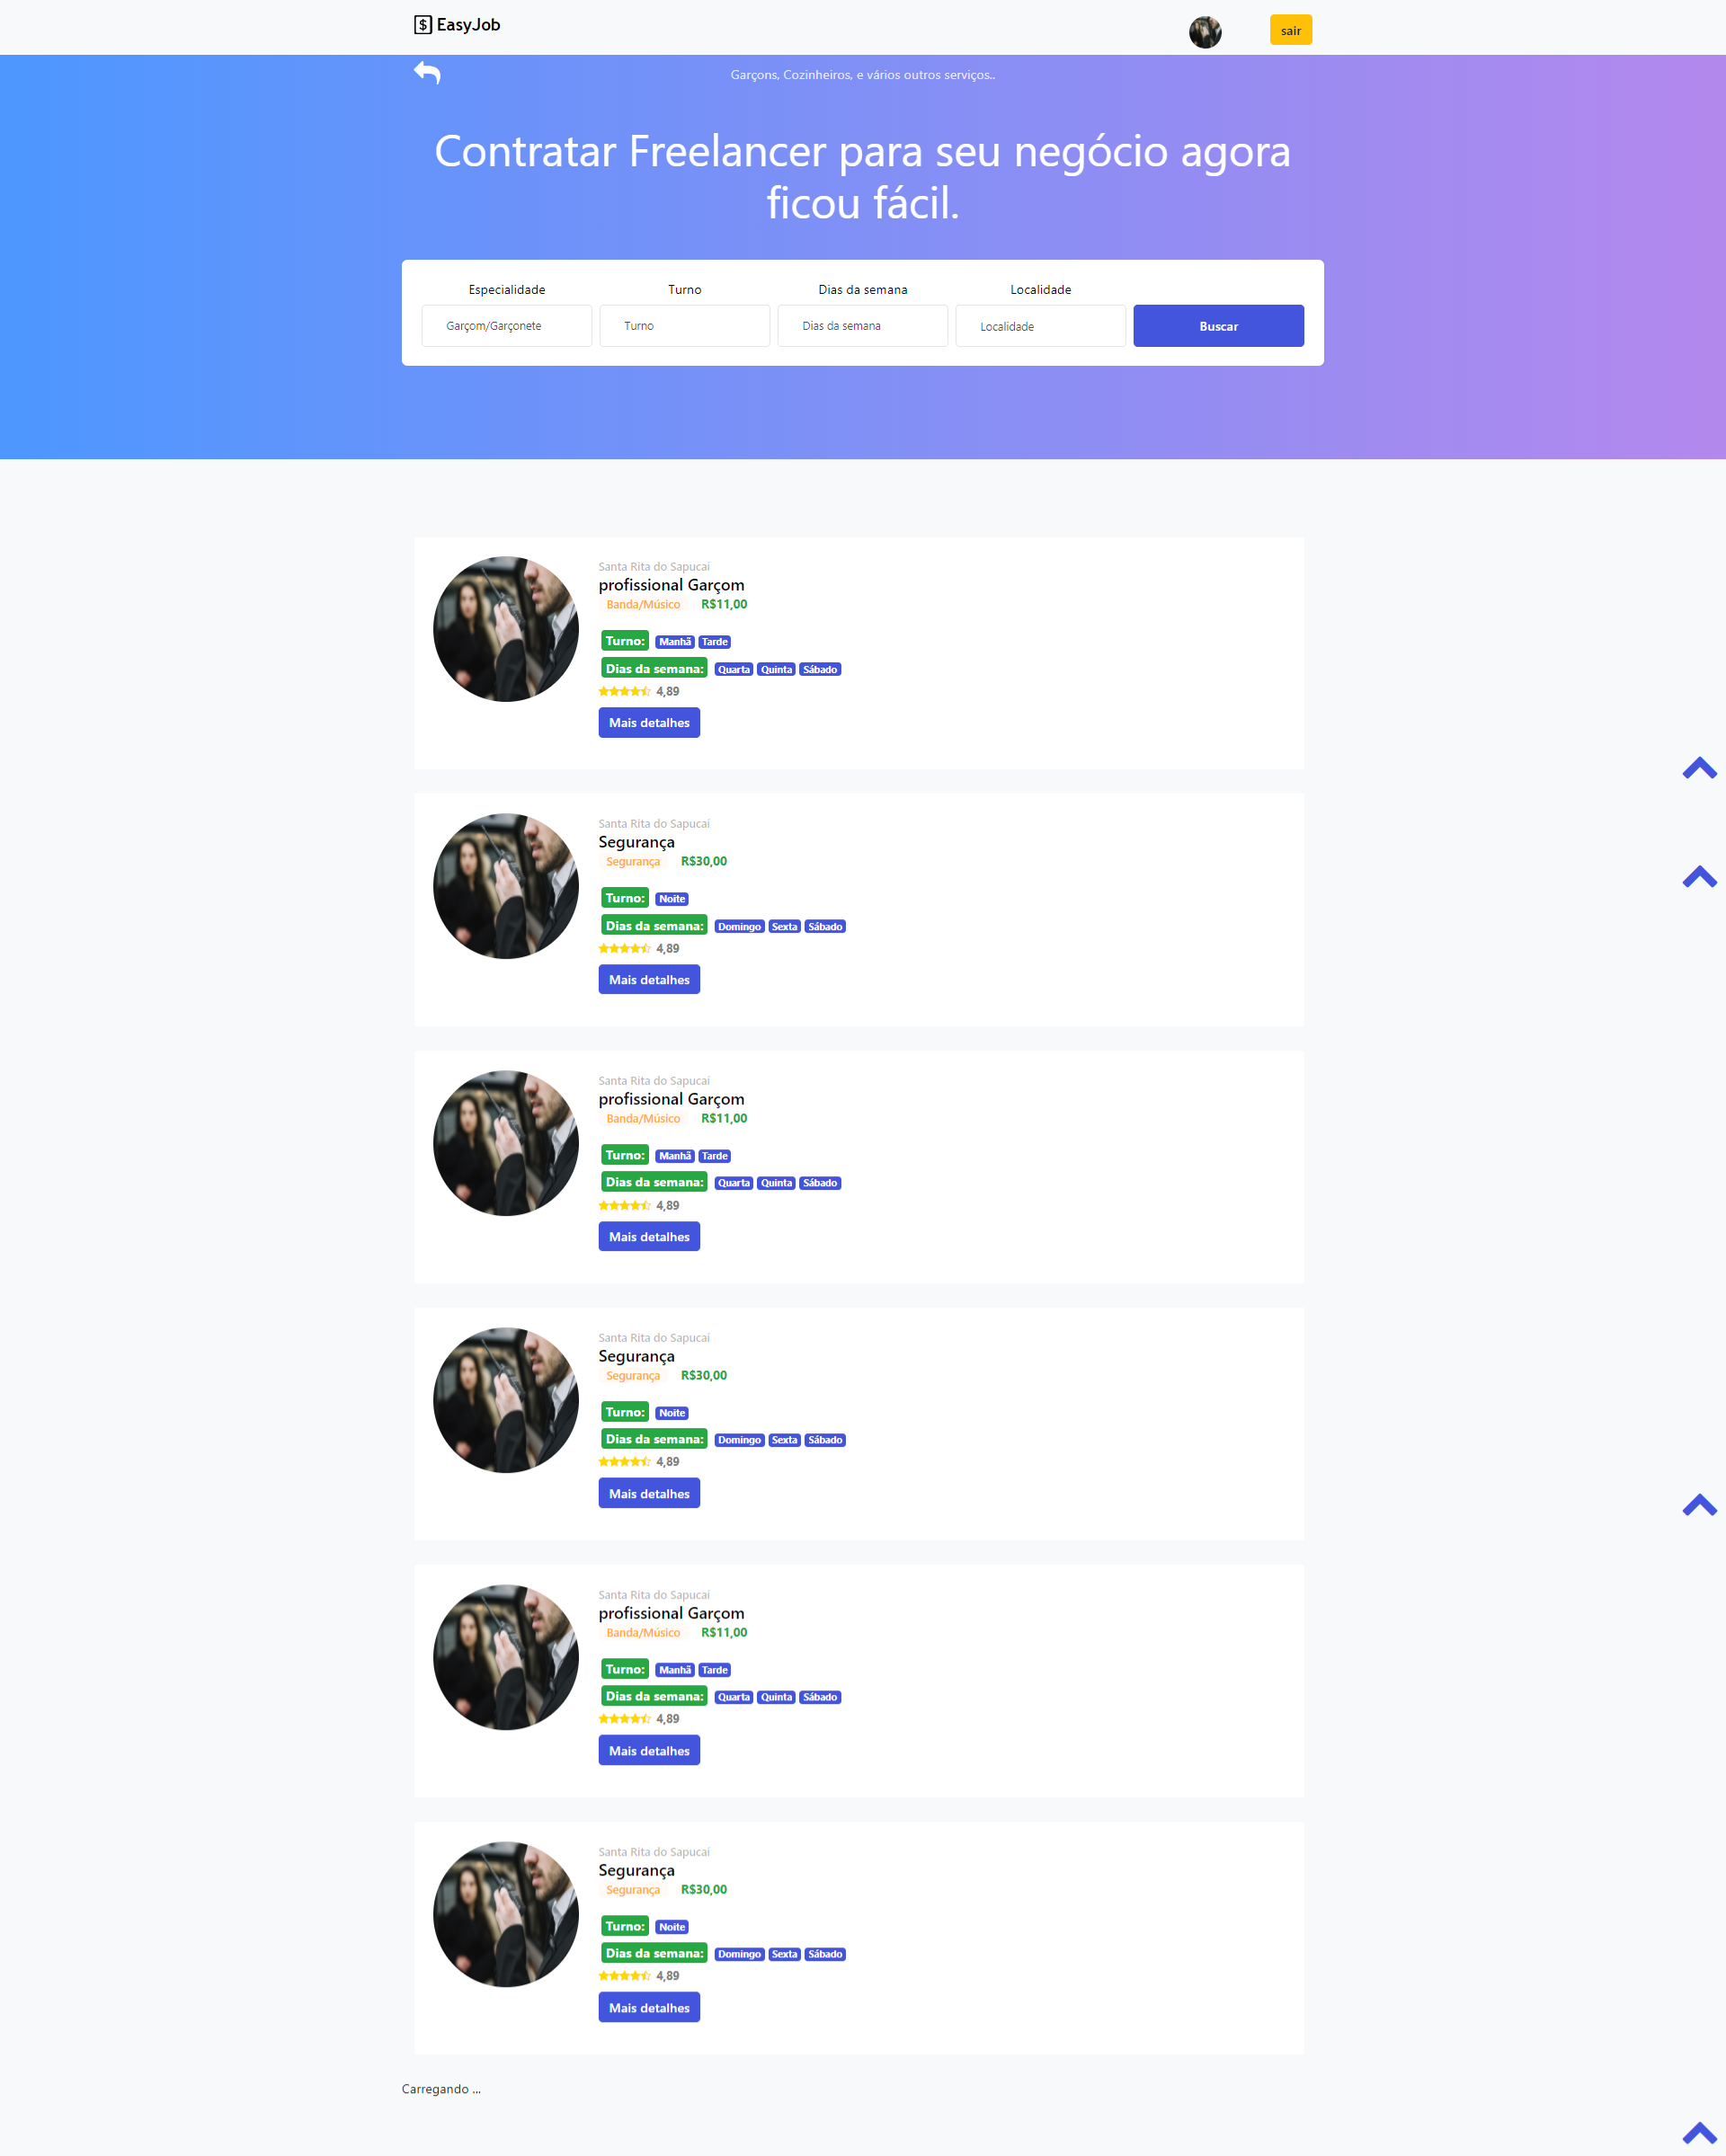 EasyJob
sair
Garçons, Cozinheiros, e vários outros serviços..
Contratar Freelancer para seu negócio agora
ficou fácil.
Especialidade Turno Dias da semana Localidade
Garçom/Garçonete Turno Dias da semana Localidade Buscar
Santa Rita do Sapucaí
profissional Garçom
Banda/Músico R$11,00
Turno: Manhã Tarde
Dias da semana: Quarta Quinta Sábado
4,89
Mais detalhes
Santa Rita do Sapucaí
Segurança
Segurança R$30,00
Turno: Noite
Dias da semana: Domingo Sexta Sábado
4,89
Mais detalhes
Santa Rita do Sapucaí
profissional Garçom
Banda/Músico R$11,00
Turno: Manhã Tarde
Dias da semana: Quarta Quinta Sábado
4,89
Mais detalhes
Santa Rita do Sapucaí
Segurança
Segurança R$30,00
Turno: Noite
Dias da semana: Domingo Sexta Sábado
4,89
Mais detalhes
Santa Rita do Sapucaí
profissional Garçom
Banda/Músico R$11,00
Turno: Manhã Tarde
Dias da semana: Quarta Quinta Sábado
4,89
Mais detalhes
Santa Rita do Sapucaí
Segurança
Segurança R$30,00
Turno: Noite
Dias da semana: Domingo Sexta Sábado
4,89
Mais detalhes
Carregando ...